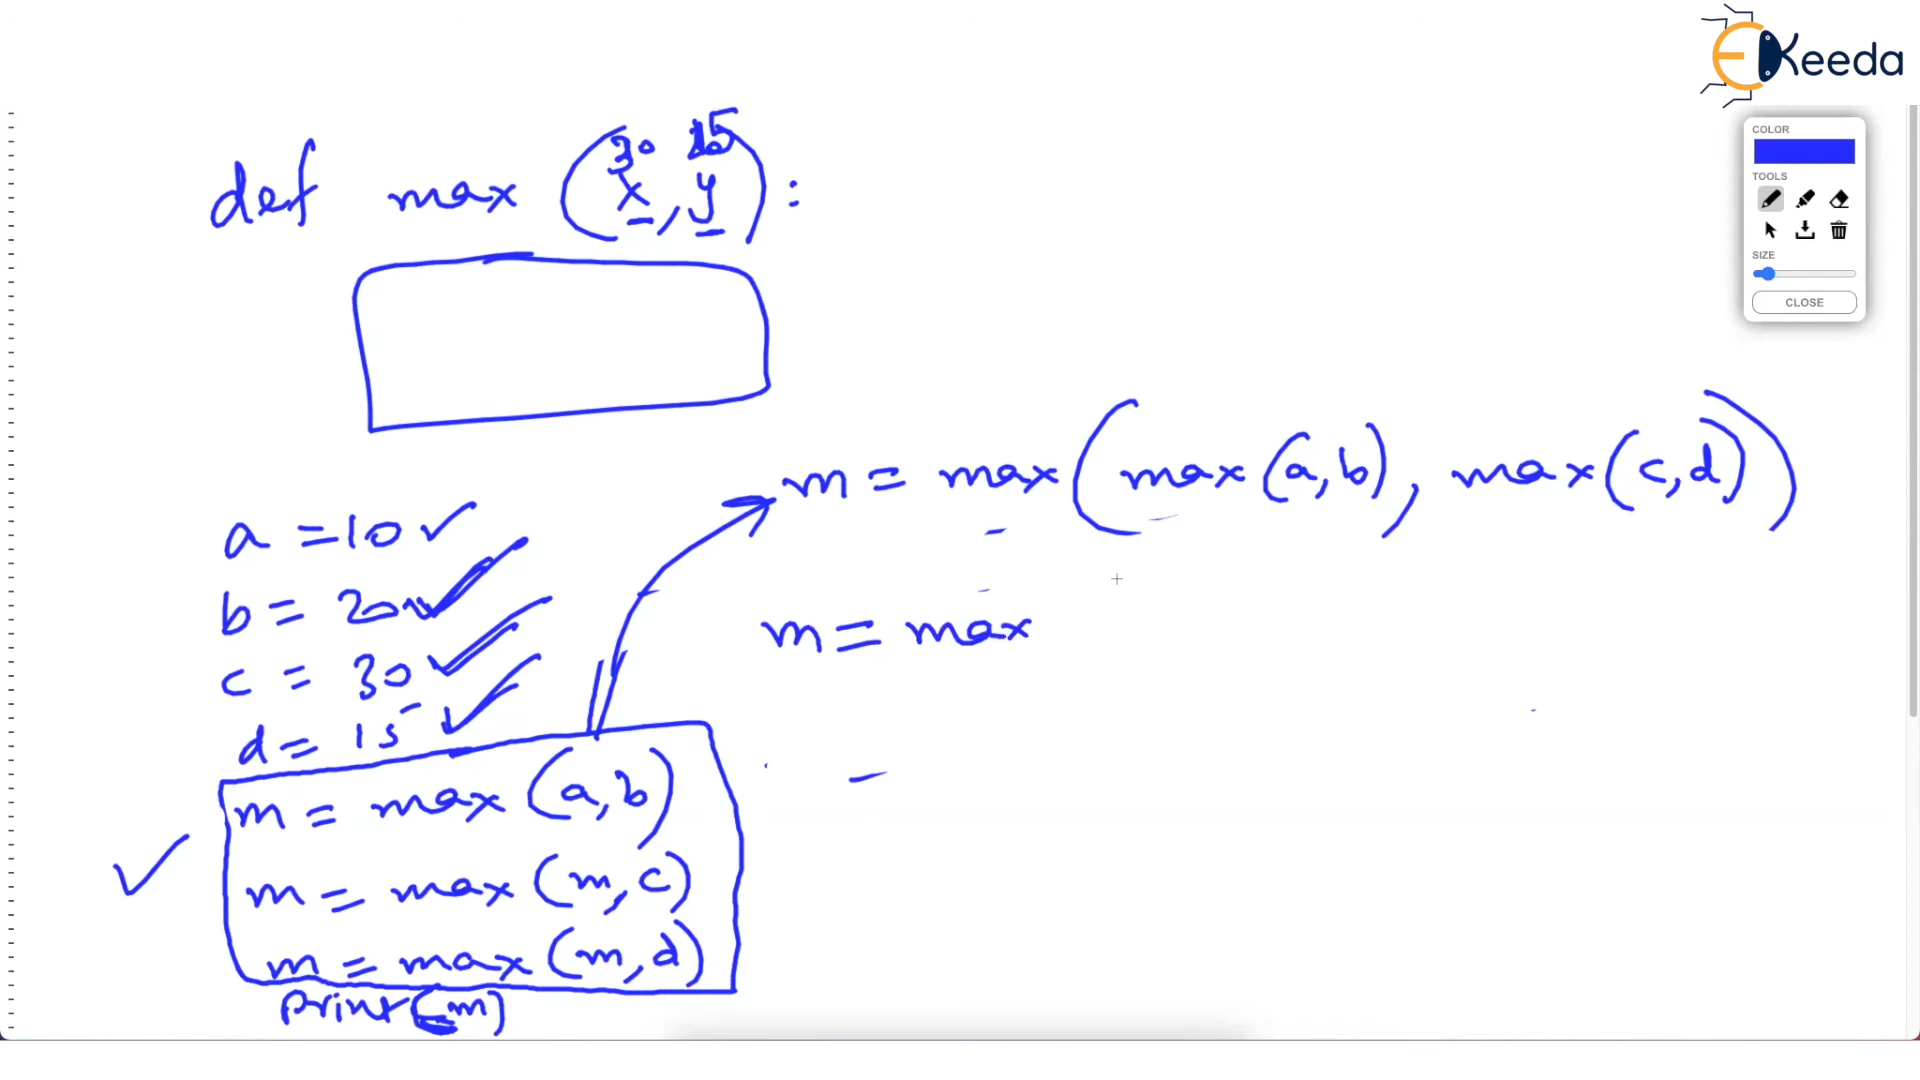 EKeeda
COLOR
TOOLS
SIZE
CLOSE
30 15
def max (x, y):
m = max(max(a,b), max(c,d))
a = 10
b = 20
c = 30
d = 15
m = max
m = max(a,b)
m = max(m,c)
m = max(m,d)
print(m)